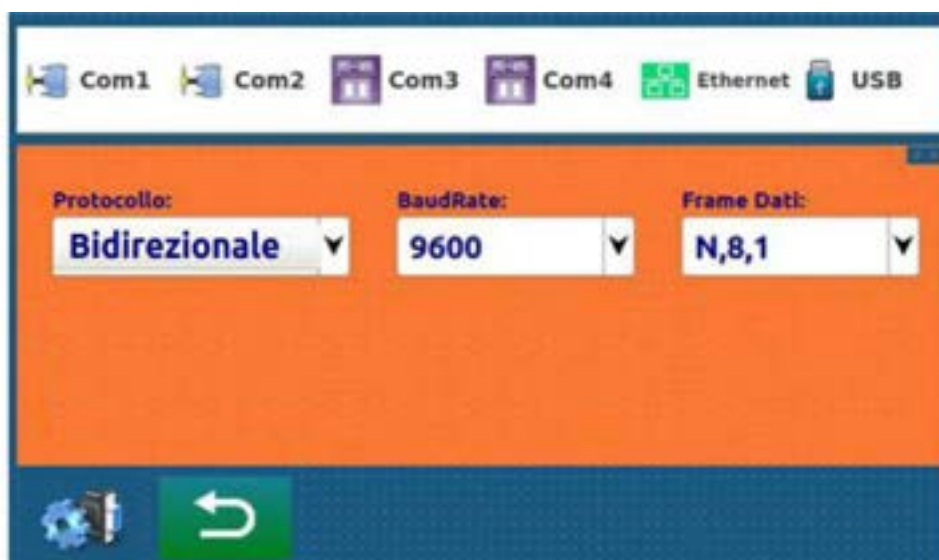 Com1 Com2 Com3 Com4 Ethernet USB
Protocollo: BaudRate: Frame Dati:
Bidirezionale 9600 N,8,1